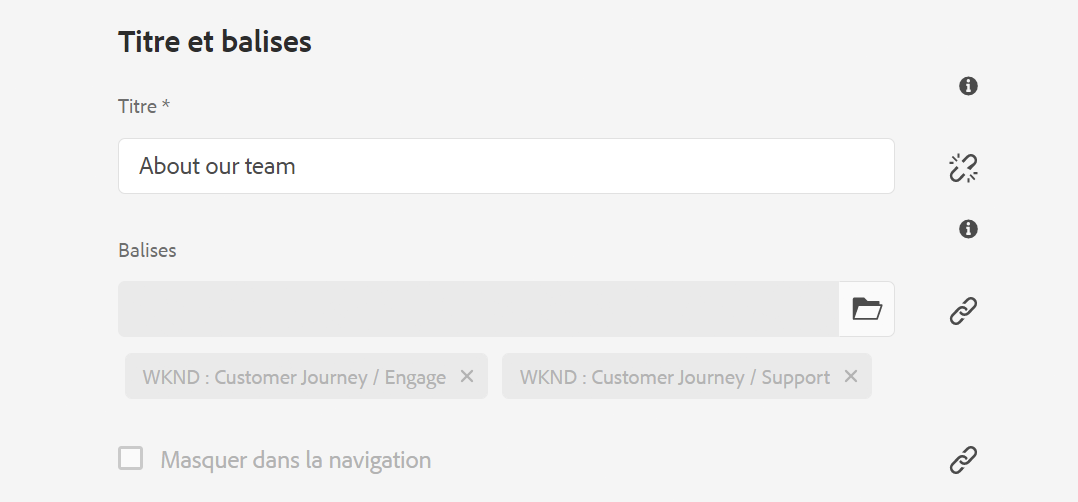 Titre et balises
Titre *
About our team
Balises
WKND : Customer Journey / Engage
WKND : Customer Journey / Support
Masquer dans la navigation